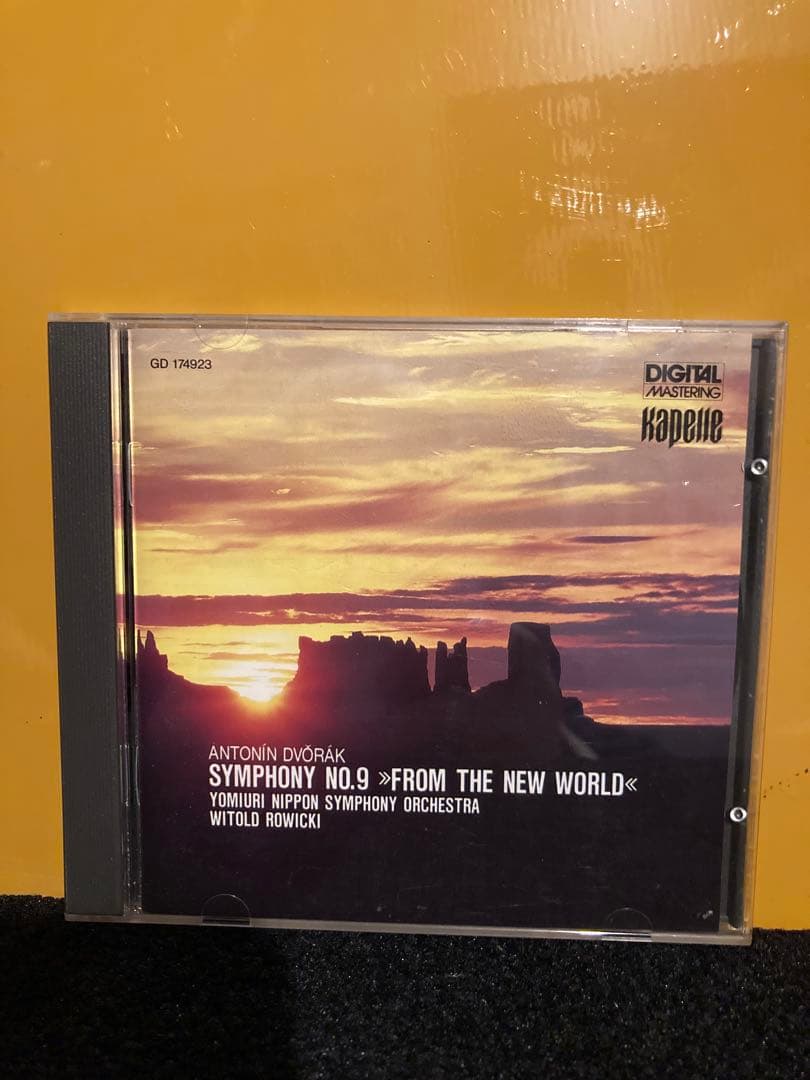 GD 174923
DIGITAL
MASTERING
Kapelle
ANTONÍN DVOŘÁK
SYMPHONY NO.9 »FROM THE NEW WORLD«
YOMIURI NIPPON SYMPHONY ORCHESTRA
WITOLD ROWICKI